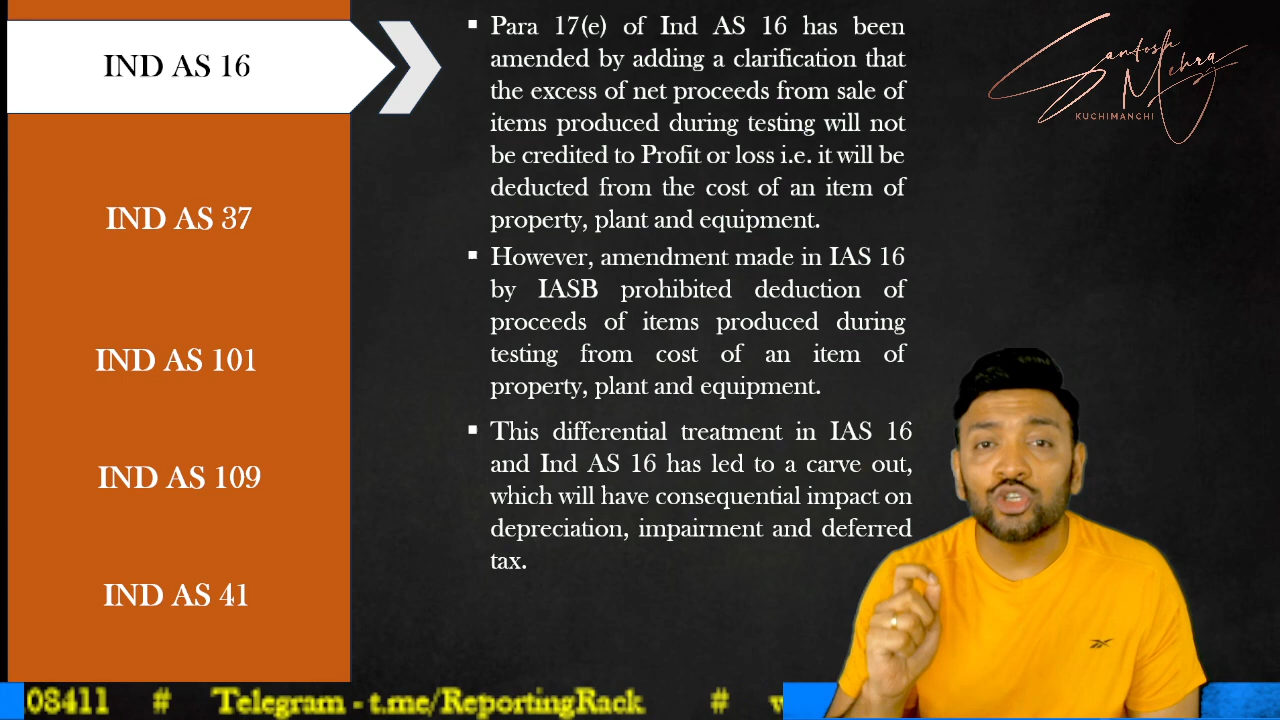 IND AS 16
IND AS 37
IND AS 101
IND AS 109
IND AS 41
▪ Para 17(e) of Ind AS 16 has been
amended by adding a clarification that
the excess of net proceeds from sale of
items produced during testing will not
be credited to Profit or loss i.e. it will be
deducted from the cost of an item of
property, plant and equipment.
▪ However, amendment made in IAS 16
by IASB prohibited deduction of
proceeds of items produced during
testing from cost of an item of
property, plant and equipment.
▪ This differential treatment in IAS 16
and Ind AS 16 has led to a carve out,
which will have consequential impact on
depreciation, impairment and deferred
tax.
Santosh
Mehra
KUCHIMANCHI
08411 # Telegram - t.me/ReportingRack #